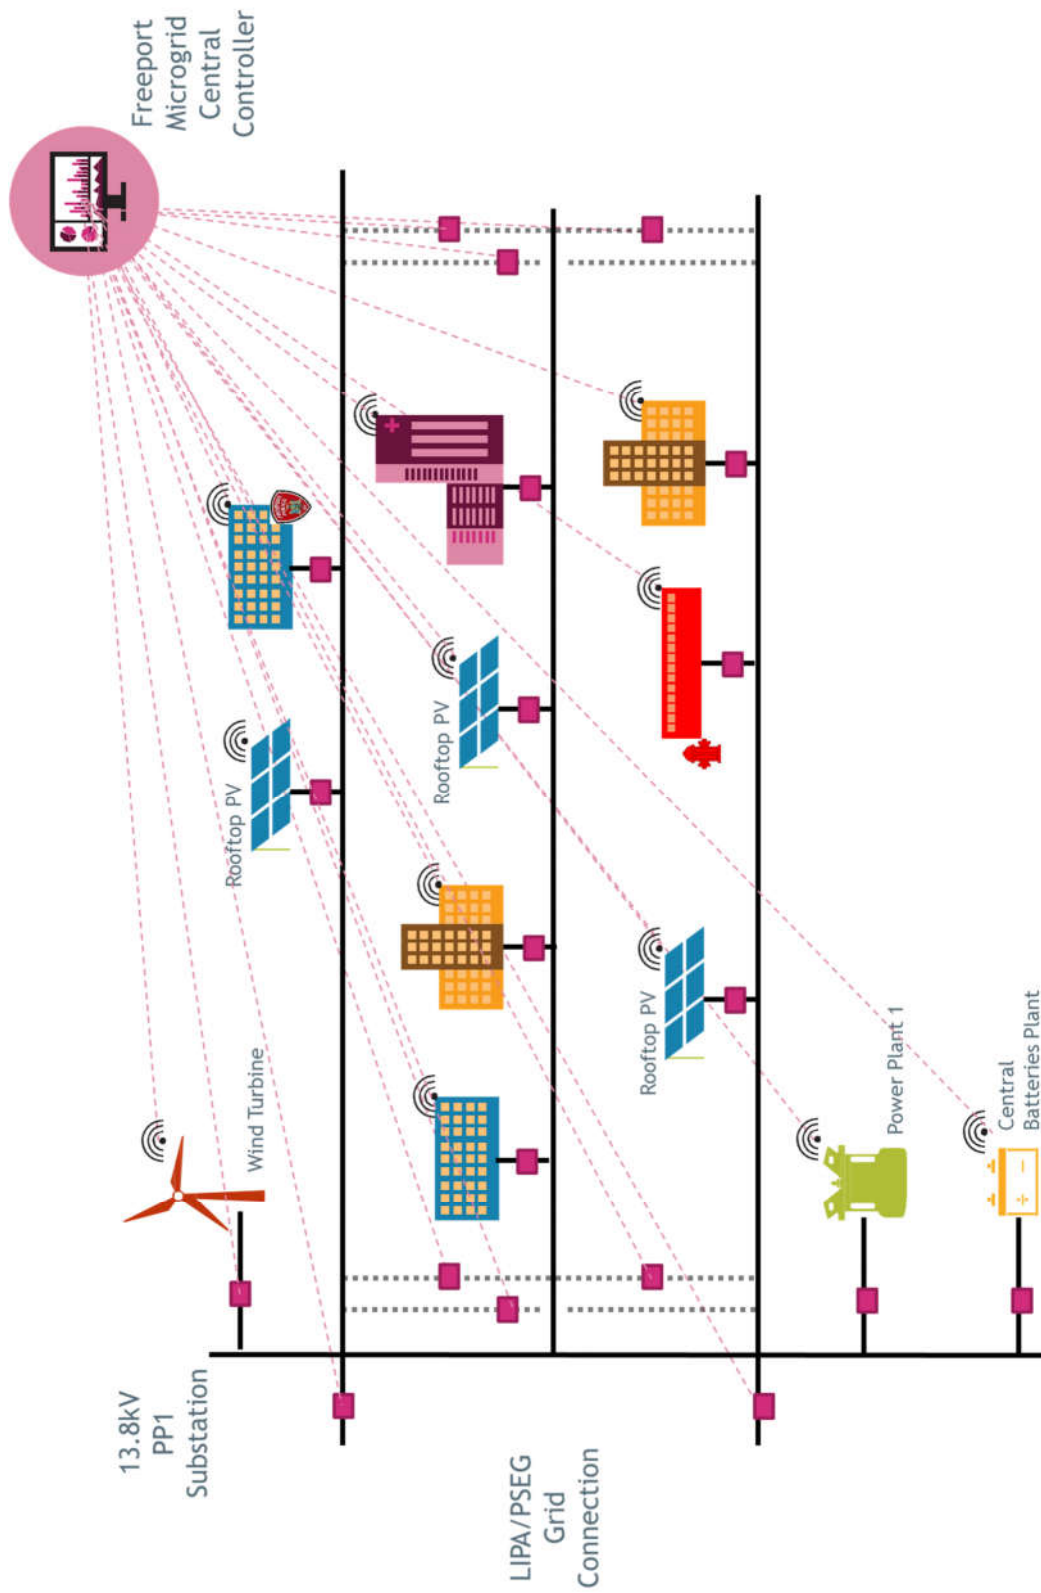 Freeport
Microgrid
Central
Controller
13.8kV
PP1
Substation
Wind Turbine
Rooftop PV
Rooftop PV
Rooftop PV
LIPA/PSEG
Grid
Connection
Power Plant 1
Central
Batteries Plant